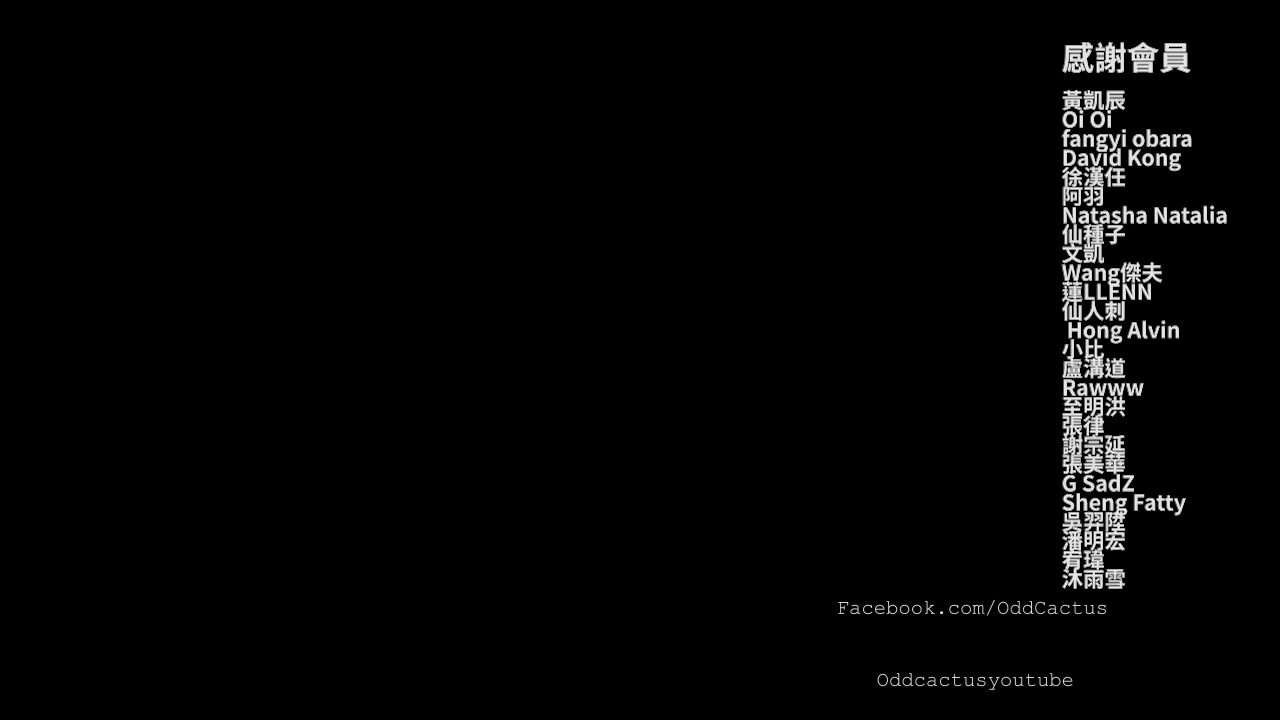 感謝會員
黃凱辰
Oi Oi
fangyi obara
David Kong
徐漢任
阿羽
Natasha Natalia
仙種子
文凱
Wang傑夫
蓮LLENN
仙人刺
Hong Alvin
小比
盧溝道
Rawww
至明洪
張律
謝宗延
張美華
G SadZ
Sheng Fatty
吳羿陞
潘明宏
宥瑋
沐雨雪
Facebook.com/OddCactus
Oddcactusyoutube